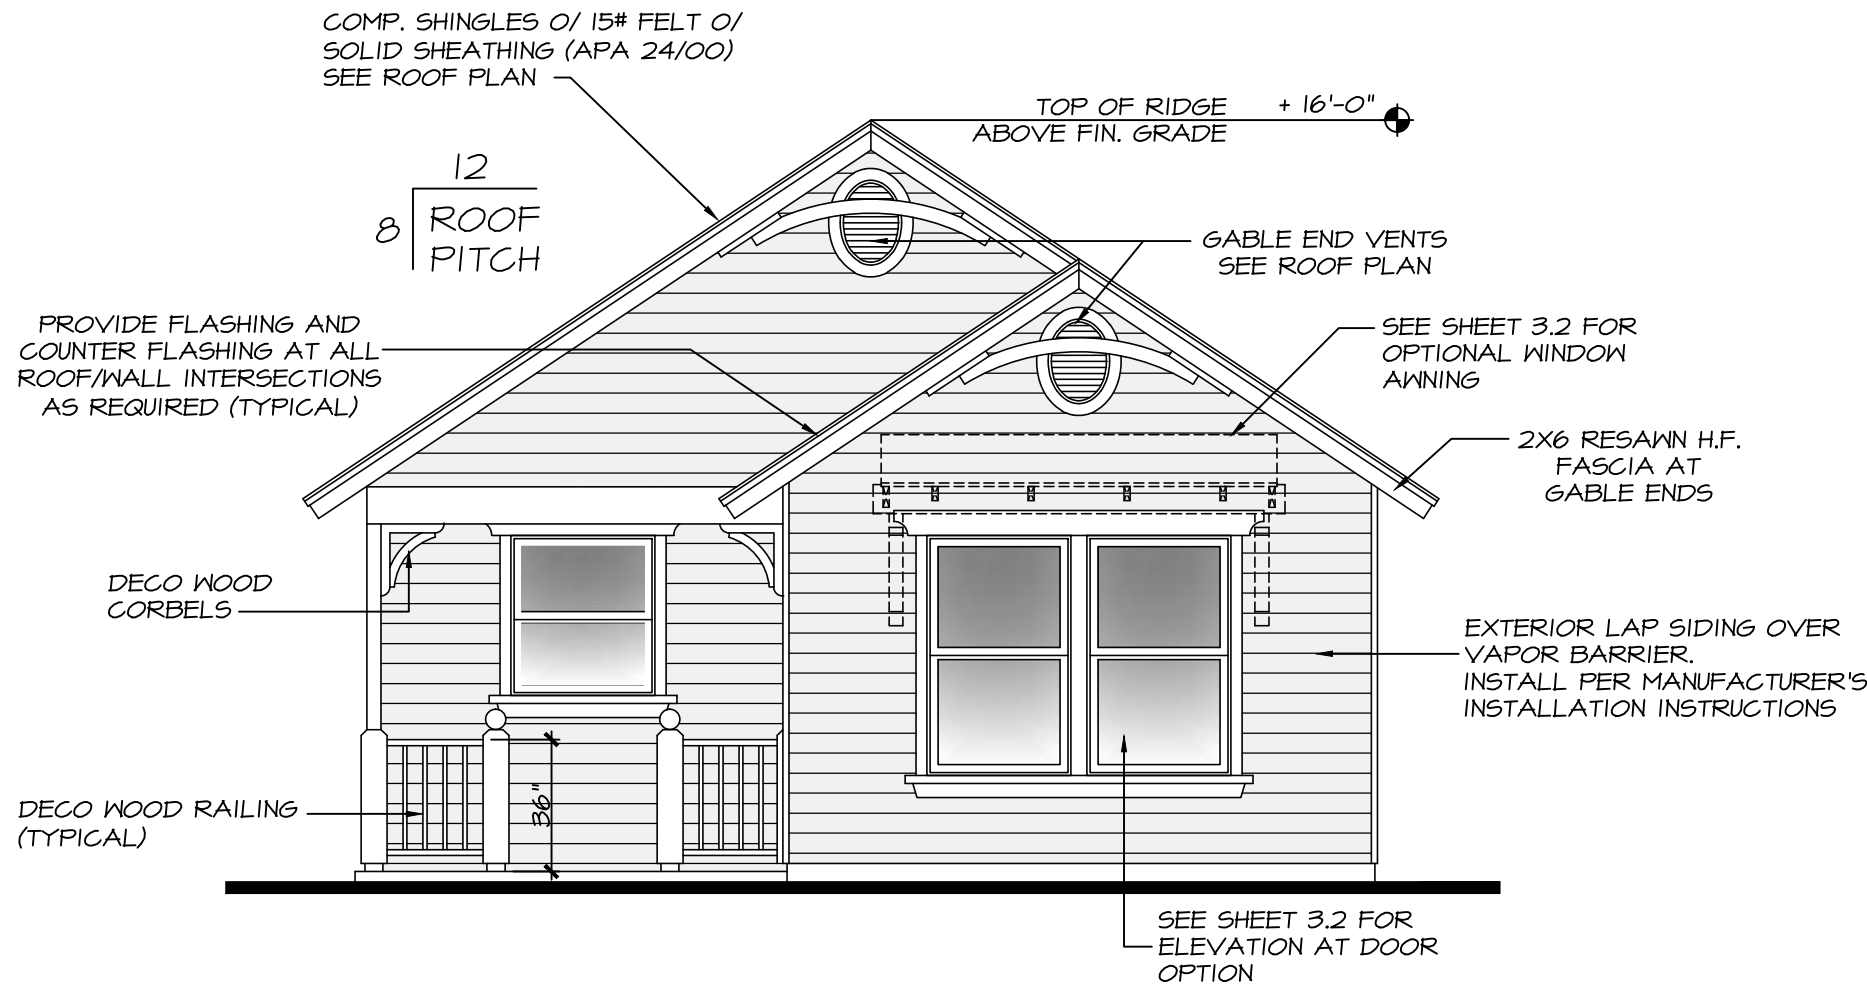 COMP. SHINGLES O/ 15# FELT O/
SOLID SHEATHING (APA 24/00)
SEE ROOF PLAN
TOP OF RIDGE + 16'-0"
ABOVE FIN. GRADE
12
8 ROOF
PITCH
GABLE END VENTS
SEE ROOF PLAN
PROVIDE FLASHING AND
COUNTER FLASHING AT ALL
ROOF/WALL INTERSECTIONS
AS REQUIRED (TYPICAL)
SEE SHEET 3.2 FOR
OPTIONAL WINDOW
AWNING
2X6 RESAWN H.F.
FASCIA AT
GABLE ENDS
DECO WOOD
CORBELS
EXTERIOR LAP SIDING OVER
VAPOR BARRIER.
INSTALL PER MANUFACTURER'S
INSTALLATION INSTRUCTIONS
DECO WOOD RAILING
(TYPICAL)
36"
SEE SHEET 3.2 FOR
ELEVATION AT DOOR
OPTION